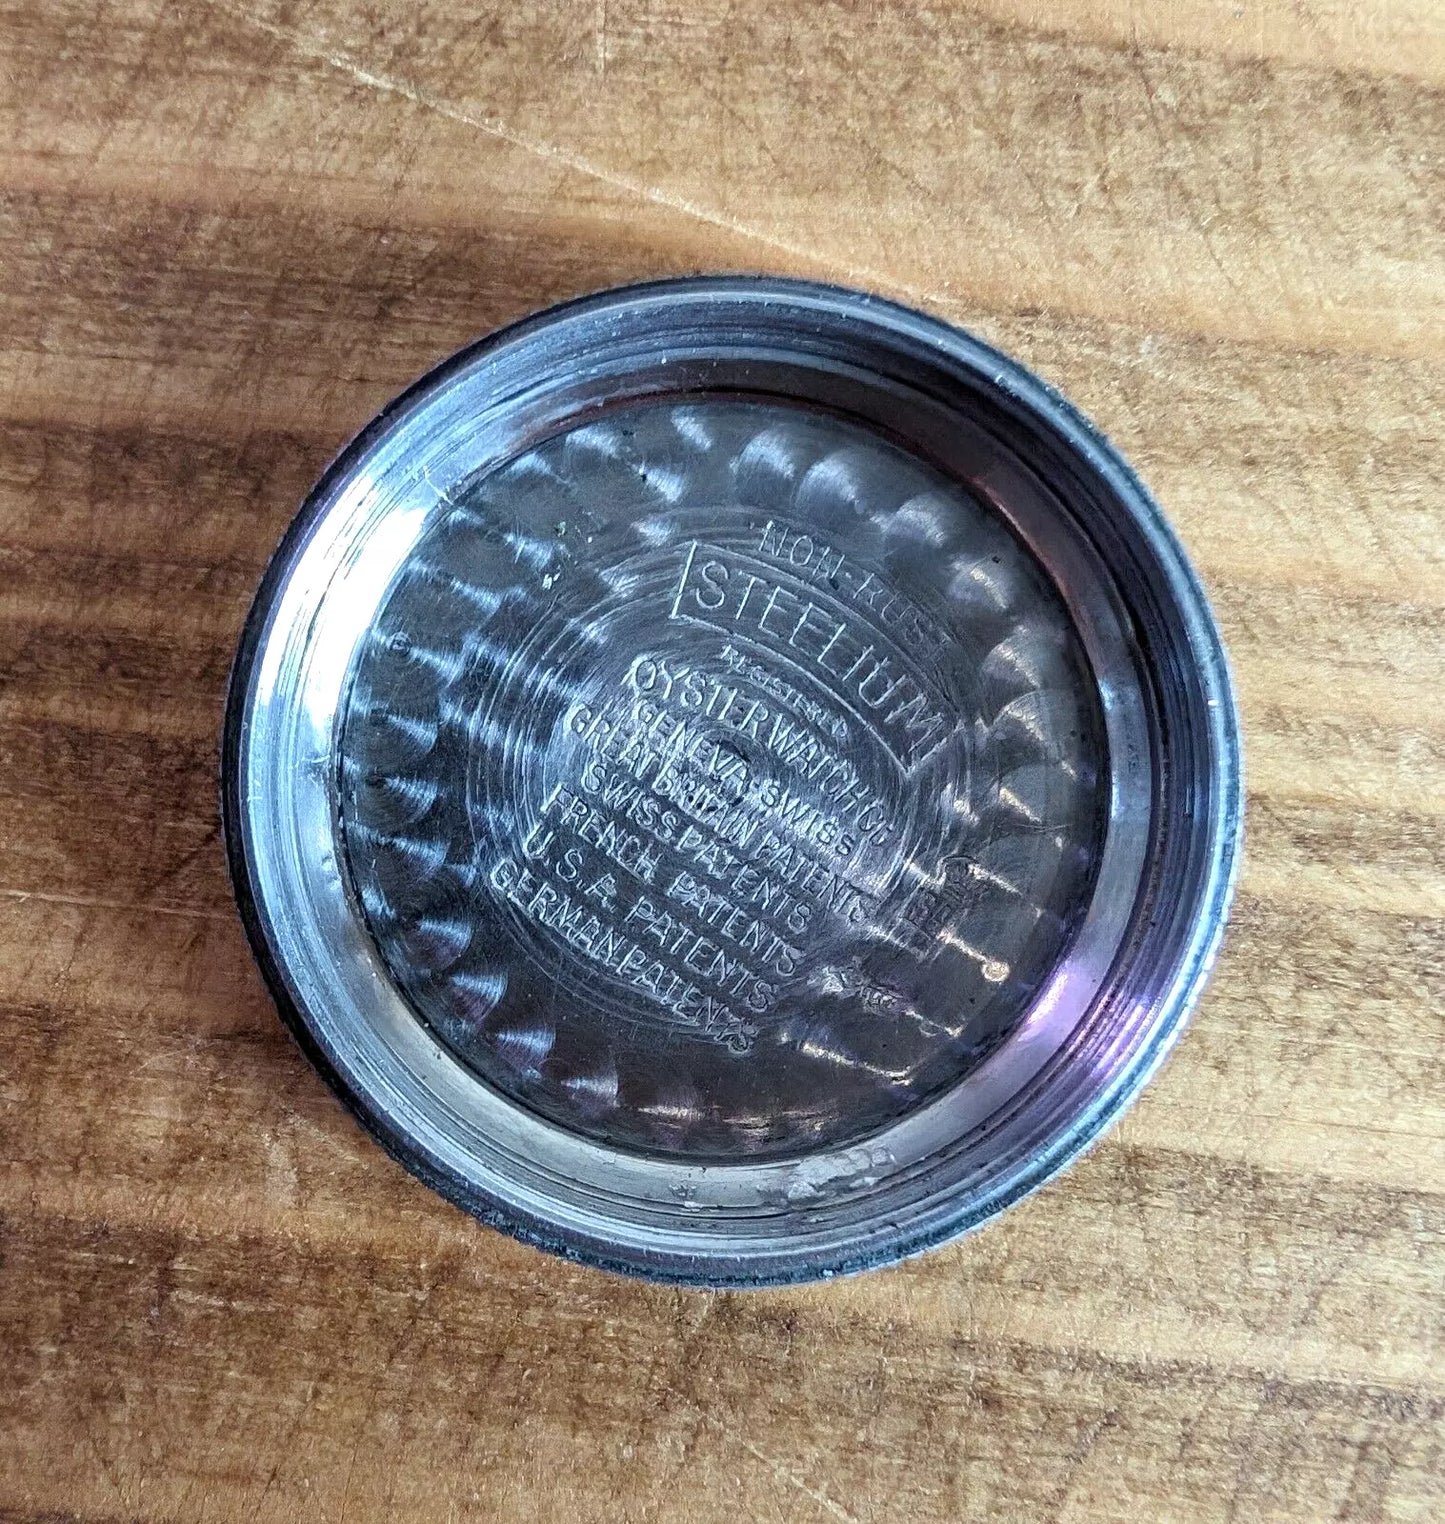 NON-RUST
STEELIUM
REGISTERED
OYSTER WATCH CO
GENEVA-SWISS
GREAT BRITAIN PATENTS
SWISS PATENTS
FRENCH PATENTS
U.S.A. PATENTS
GERMAN PATENTS